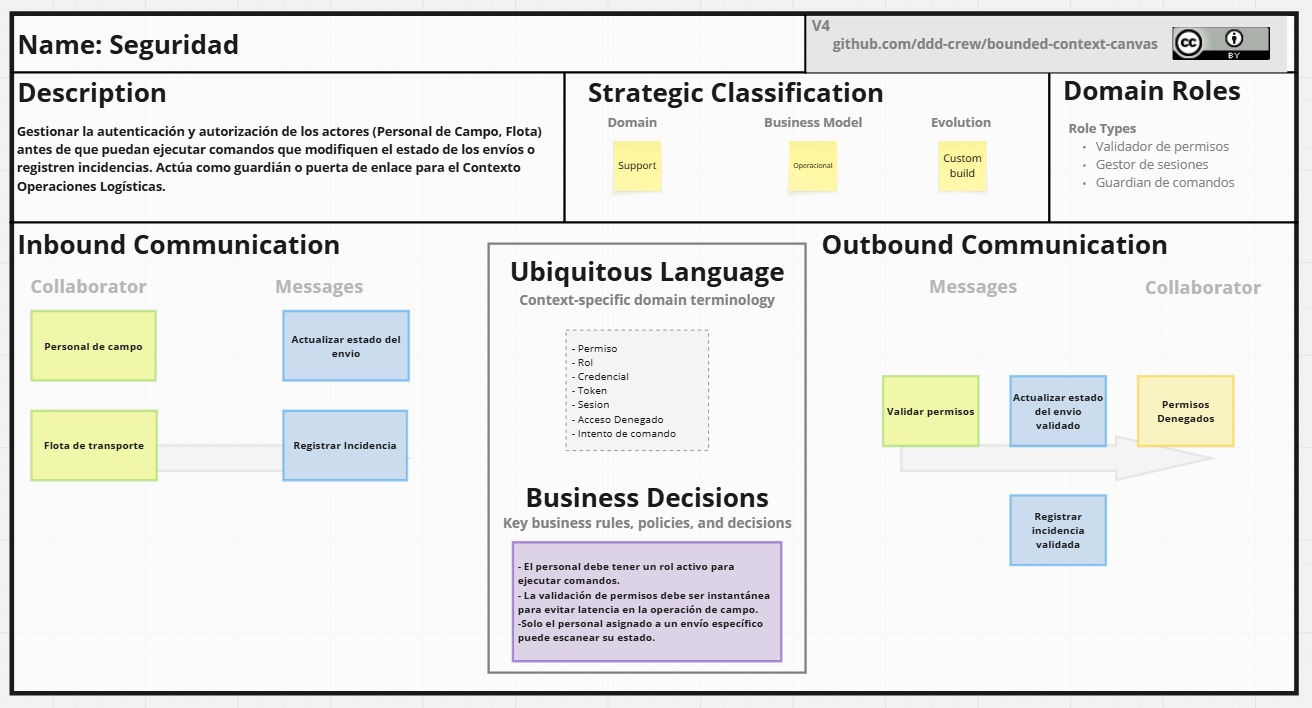 Name: Seguridad
V4
github.com/ddd-crew/bounded-context-canvas
cc
BY
Description
Gestionar la autenticación y autorización de los actores (Personal de Campo, Flota)
antes de que puedan ejecutar comandos que modifiquen el estado de los envíos o
registren incidencias. Actúa como guardián o puerta de enlace para el Contexto
Operaciones Logísticas.
Strategic Classification
Domain
Business Model
Evolution
Support
Operacional
Custom
build
Domain Roles
Role Types
• Validador de permisos
• Gestor de sesiones
• Guardian de comandos
Inbound Communication
Collaborator
Messages
Personal de campo
Actualizar estado del
envio
Flota de transporte
Registrar Incidencia
Ubiquitous Language
Context-specific domain terminology
- Permiso
- Rol
- Credencial
- Token
- Sesion
- Acceso Denegado
- Intento de comando
Business Decisions
Key business rules, policies, and decisions
- El personal debe tener un rol activo para
ejecutar comandos.
- La validación de permisos debe ser instantánea
para evitar latencia en la operación de campo.
-Solo el personal asignado a un envío específico
puede escanear su estado.
Outbound Communication
Messages
Collaborator
Validar permisos
Actualizar estado
del envio
validado
Permisos
Denegados
Registrar
incidencia
validada